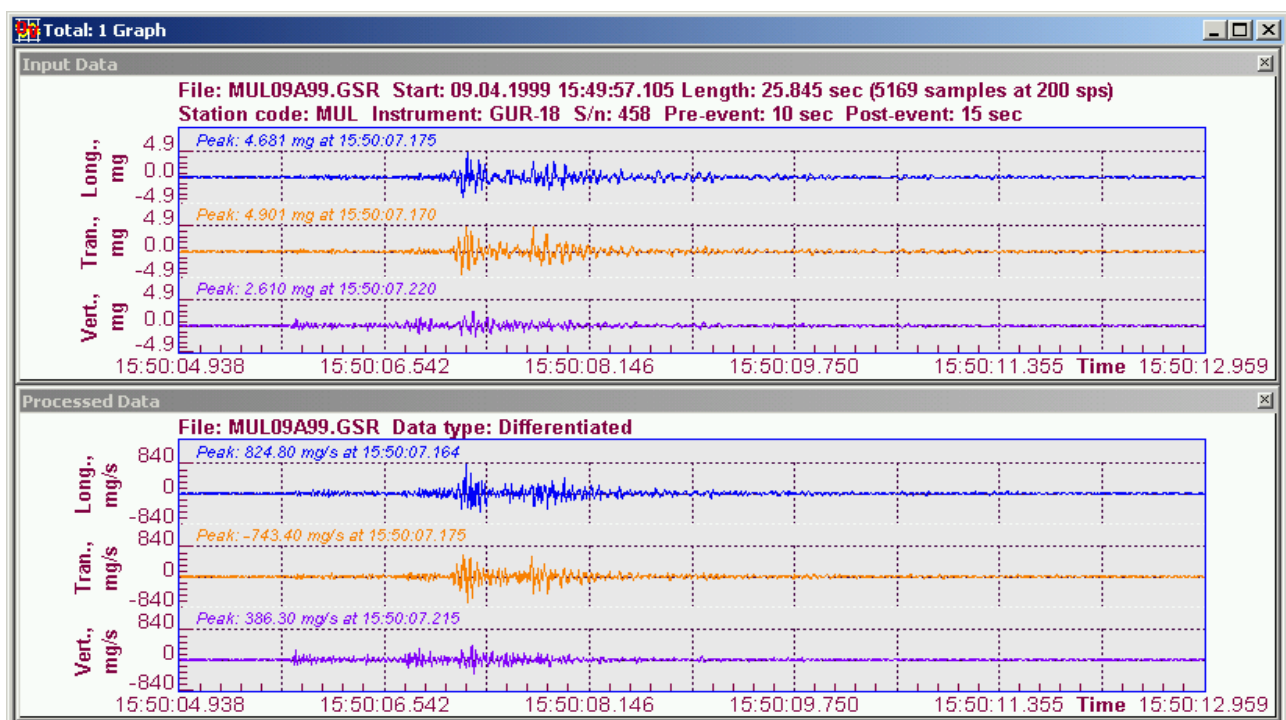 Total: 1 Graph
Input Data
File: MUL09A99.GSR Start: 09.04.1999 15:49:57.105 Length: 25.845 sec (5169 samples at 200 sps)
Station code: MUL Instrument: GUR-18 S/n: 458 Pre-event: 10 sec Post-event: 15 sec
Long., mg
4.9
0.0
-4.9
Peak: 4.681 mg at 15:50:07.175
Tran., mg
4.9
0.0
-4.9
Peak: 4.901 mg at 15:50:07.170
Vert., mg
4.9
0.0
-4.9
Peak: 2.610 mg at 15:50:07.220
15:50:04.938 15:50:06.542 15:50:08.146 15:50:09.750 15:50:11.355 Time 15:50:12.959
Processed Data
File: MUL09A99.GSR Data type: Differentiated
Long., mg/s
840
0
-840
Peak: 824.80 mg/s at 15:50:07.164
Tran., mg/s
840
0
-840
Peak: -743.40 mg/s at 15:50:07.175
Vert., mg/s
840
0
-840
Peak: 386.30 mg/s at 15:50:07.215
15:50:04.938 15:50:06.542 15:50:08.146 15:50:09.750 15:50:11.355 Time 15:50:12.959